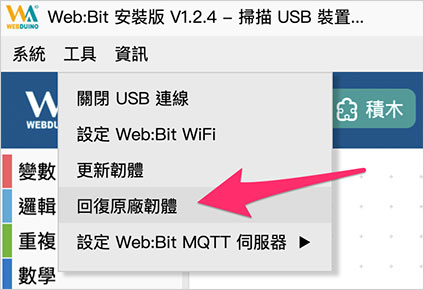 WEBDUINO
Web:Bit 安裝版 V1.2.4 – 掃描 USB 裝置...
系統 工具 資訊
關閉 USB 連線
設定 Web:Bit WiFi
更新韌體
回復原廠韌體
設定 Web:Bit MQTT 伺服器 ▶
WEBDU
積木
變數
邏輯
重複
數學